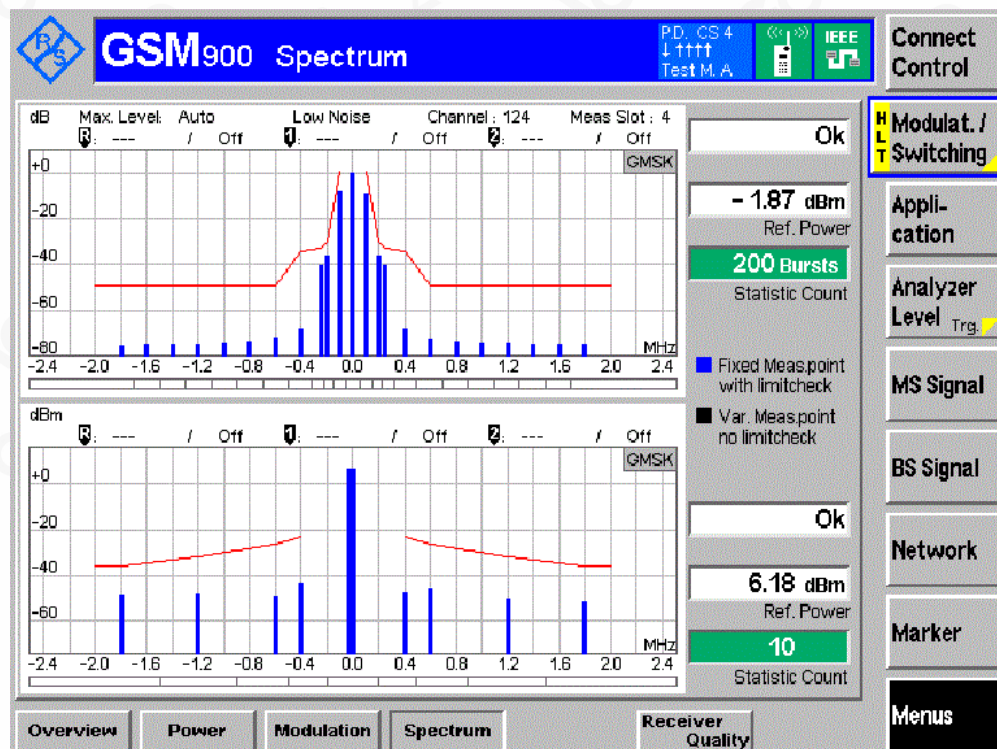 R/S
GSM900 Spectrum
P.D. CS 4
↓ ↑↑↑↑
Test M. A.
IEEE
Connect
Control
H
L
T
Modulat. /
Switching
Appli-
cation
Analyzer
Level Trg.
MS Signal
BS Signal
Network
Marker
Menus
dB Max. Level: Auto Low Noise Channel : 124 Meas Slot : 4
R: --- / Off 1: --- / Off 2: --- / Off
GMSK
+0
-20
-40
-60
-80
MHz
-2.4 -2.0 -1.6 -1.2 -0.8 -0.4 0.0 0.4 0.8 1.2 1.6 2.0 2.4
Ok
- 1.87 dBm
Ref. Power
200 Bursts
Statistic Count
Fixed Meas.point
with limitcheck
Var. Meas.point
no limitcheck
dBm
R: --- / Off 1: --- / Off 2: --- / Off
GMSK
+0
-20
-40
-60
MHz
-2.4 -2.0 -1.6 -1.2 -0.8 -0.4 0.0 0.4 0.8 1.2 1.6 2.0 2.4
Ok
6.18 dBm
Ref. Power
10
Statistic Count
Overview
Power
Modulation
Spectrum
Receiver
Quality